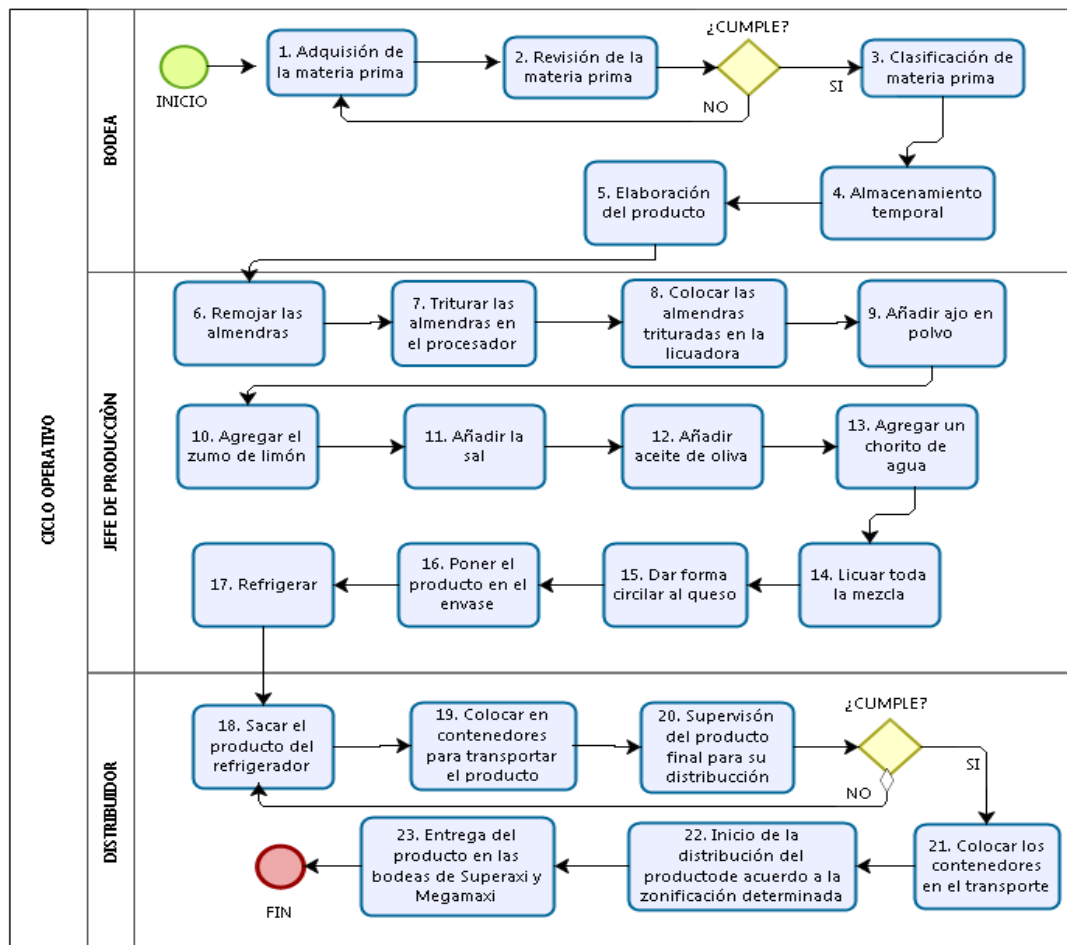 CICLO OPERATIVO
BODEA
INICIO
1. Adquisión de
la materia prima
2. Revisión de la
materia prima
¿CUMPLE?
NO
SI
3. Clasificación de
materia prima
4. Almacenamiento
temporal
5. Elaboración
del producto
JEFE DE PRODUCCIÒN
6. Remojar las
almendras
7. Triturar las
almendras en
el procesador
8. Colocar las
almendras
trituradas en la
licuadora
9. Añadir ajo en
polvo
10. Agregar el
zumo de limón
11. Añadir la
sal
12. Añadir
aceite de oliva
13. Agregar un
chorito de
agua
14. Licuar toda
la mezcla
15. Dar forma
circilar al queso
16. Poner el
producto en el
envase
17. Refrigerar
DISTRIBUIDOR
18. Sacar el
producto del
refrigerador
19. Colocar en
contenedores
para transportar
el producto
20. Supervisón
del producto
final para su
distribucción
¿CUMPLE?
NO
SI
21. Colocar los
contenedores
en el transporte
22. Inicio de la
distribución del
productode acuerdo a la
zonificación determinada
23. Entrega del
producto en las
bodeas de Superaxi y
Megamaxi
FIN